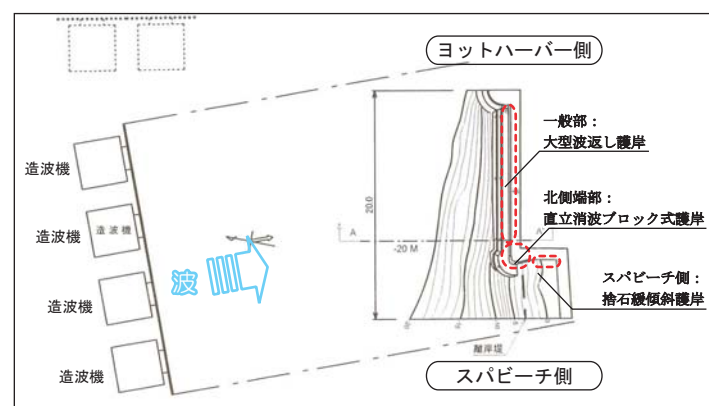 ヨットハーバー側
一般部：
大型波返し護岸
造波機
北側端部：
直立消波ブロック式護岸
造波機
造波機
20.0
A
A'
-20 M
波
スパビーチ側：
捨石緩傾斜護岸
造波機
離岸堤
造波機
スパビーチ側